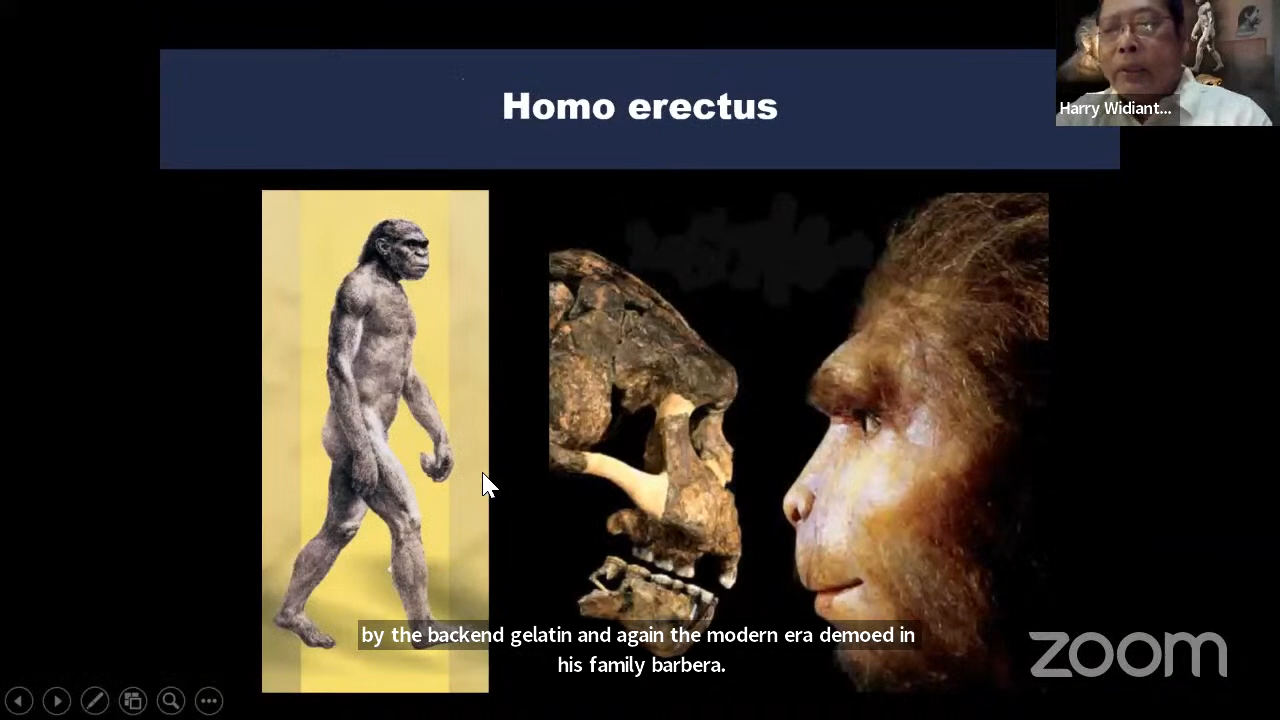 Homo erectus
Harry Widiant...
by the backend gelatin and again the modern era demoed in
his family barbera.
zoom